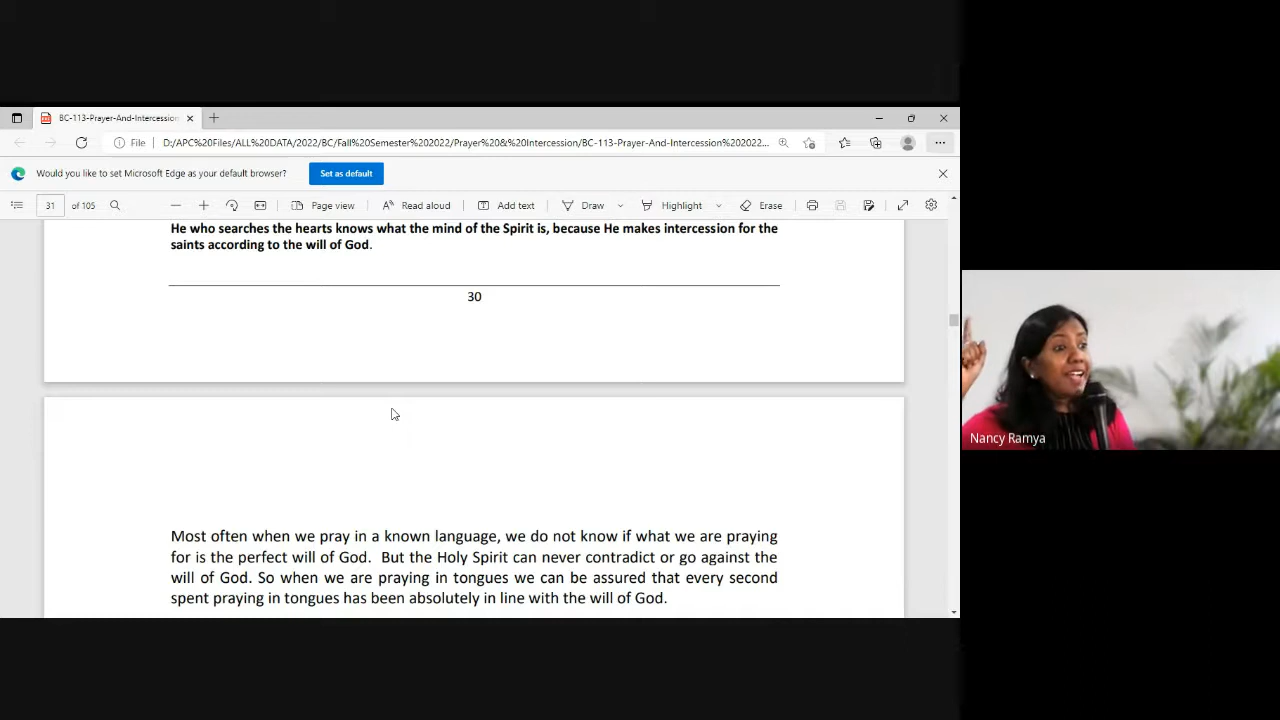 BC-113-Prayer-And-Intercession
File
D:/APC%20Files/ALL%20DATA/2022/BC/Fall%20Semester%202022/Prayer%20&%20Intercession/BC-113-Prayer-And-Intercession%202022...
Would you like to set Microsoft Edge as your default browser?
Set as default
31 of 105
Page view
Read aloud
Add text
Draw
Highlight
Erase
He who searches the hearts knows what the mind of the Spirit is, because He makes intercession for the
saints according to the will of God.
30
Most often when we pray in a known language, we do not know if what we are praying
for is the perfect will of God. But the Holy Spirit can never contradict or go against the
will of God. So when we are praying in tongues we can be assured that every second
spent praying in tongues has been absolutely in line with the will of God.
Nancy Ramya